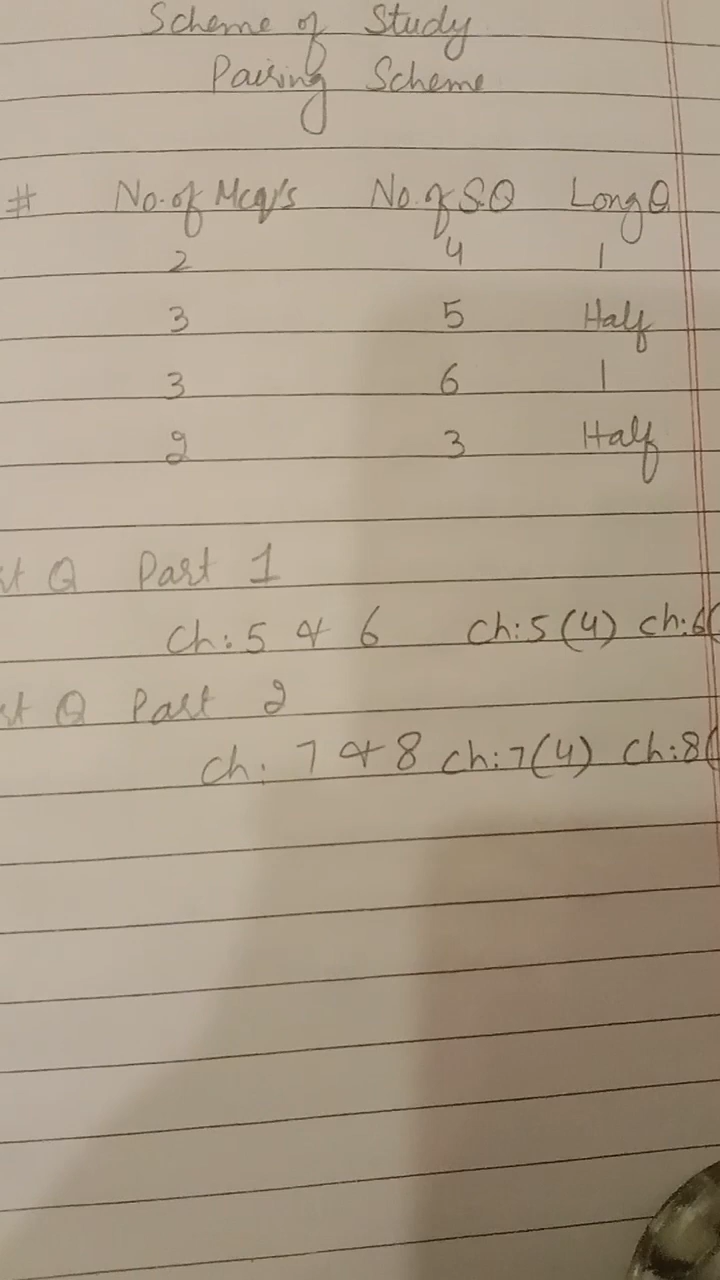 Scheme of Study
Pairing Scheme
# No. of Mcq's No. of S.Q Long Q
2 4 1
3 5 Half
3 6 1
2 3 Half
Q Part 1
Ch: 5 & 6 Ch: 5 (4) Ch: 6(
Q Part 2
Ch: 7 & 8 Ch: 7(4) Ch: 8(